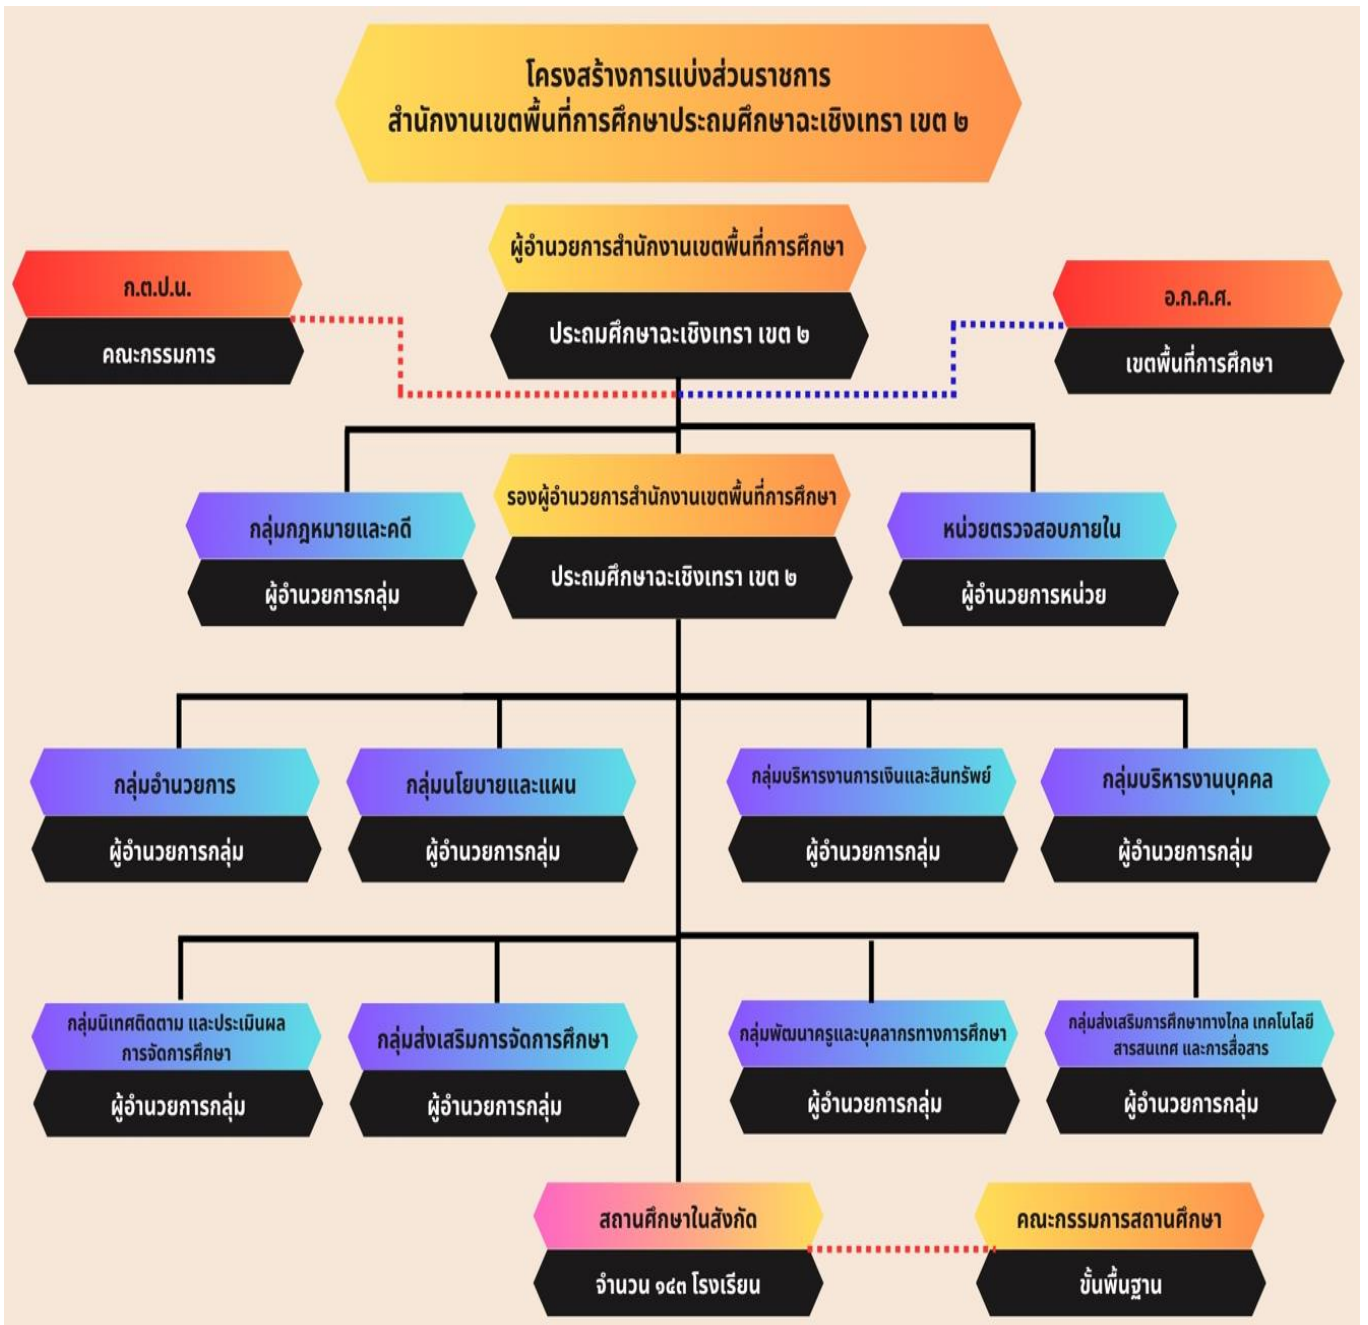 โครงสร้างการแบ่งส่วนราชการ
สำนักงานเขตพื้นที่การศึกษาประถมศึกษาฉะเชิงเทรา เขต ๒
ผู้อำนวยการสำนักงานเขตพื้นที่การศึกษา
ประถมศึกษาฉะเชิงเทรา เขต ๒
ก.ต.ป.น.
คณะกรรมการ
อ.ก.ค.ศ.
เขตพื้นที่การศึกษา
กลุ่มกฎหมายและคดี
ผู้อำนวยการกลุ่ม
รองผู้อำนวยการสำนักงานเขตพื้นที่การศึกษา
ประถมศึกษาฉะเชิงเทรา เขต ๒
หน่วยตรวจสอบภายใน
ผู้อำนวยการหน่วย
กลุ่มอำนวยการ
ผู้อำนวยการกลุ่ม
กลุ่มนโยบายและแผน
ผู้อำนวยการกลุ่ม
กลุ่มบริหารงานการเงินและสินทรัพย์
ผู้อำนวยการกลุ่ม
กลุ่มบริหารงานบุคคล
ผู้อำนวยการกลุ่ม
กลุ่มนิเทศติดตาม และประเมินผล
การจัดการศึกษา
ผู้อำนวยการกลุ่ม
กลุ่มส่งเสริมการจัดการศึกษา
ผู้อำนวยการกลุ่ม
กลุ่มพัฒนาครูและบุคลากรทางการศึกษา
ผู้อำนวยการกลุ่ม
กลุ่มส่งเสริมการศึกษาทางไกล เทคโนโลยี
สารสนเทศ และการสื่อสาร
ผู้อำนวยการกลุ่ม
สถานศึกษาในสังกัด
จำนวน ๑๔๓ โรงเรียน
คณะกรรมการสถานศึกษา
ขั้นพื้นฐาน